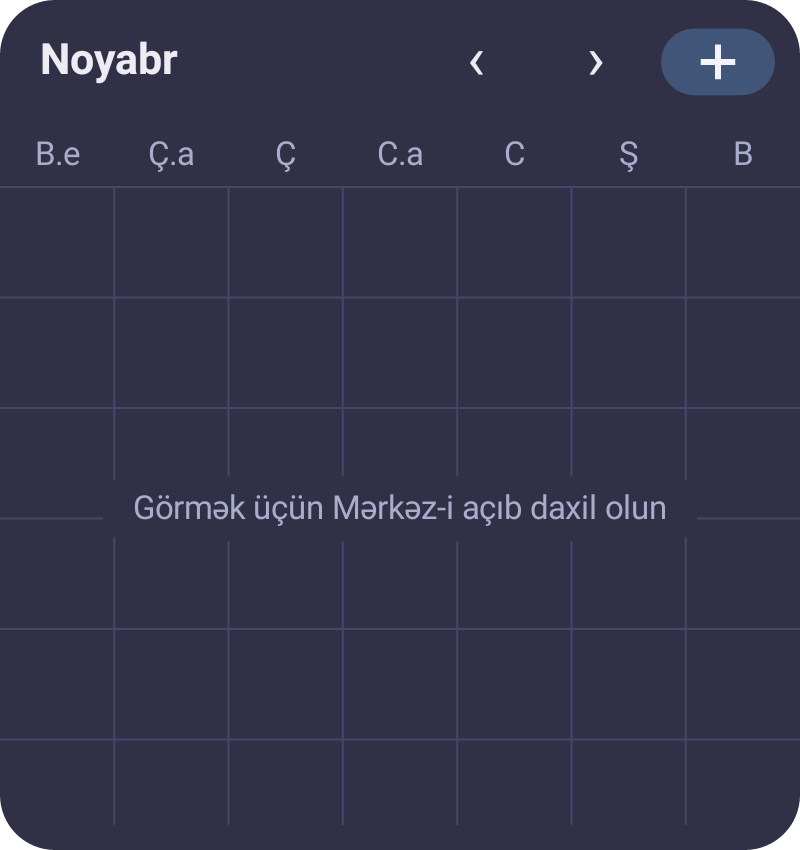 Noyabr ‹ › +
B.e Ç.a Ç C.a C Ş B
Görmək üçün Mərkəz-i açıb daxil olun